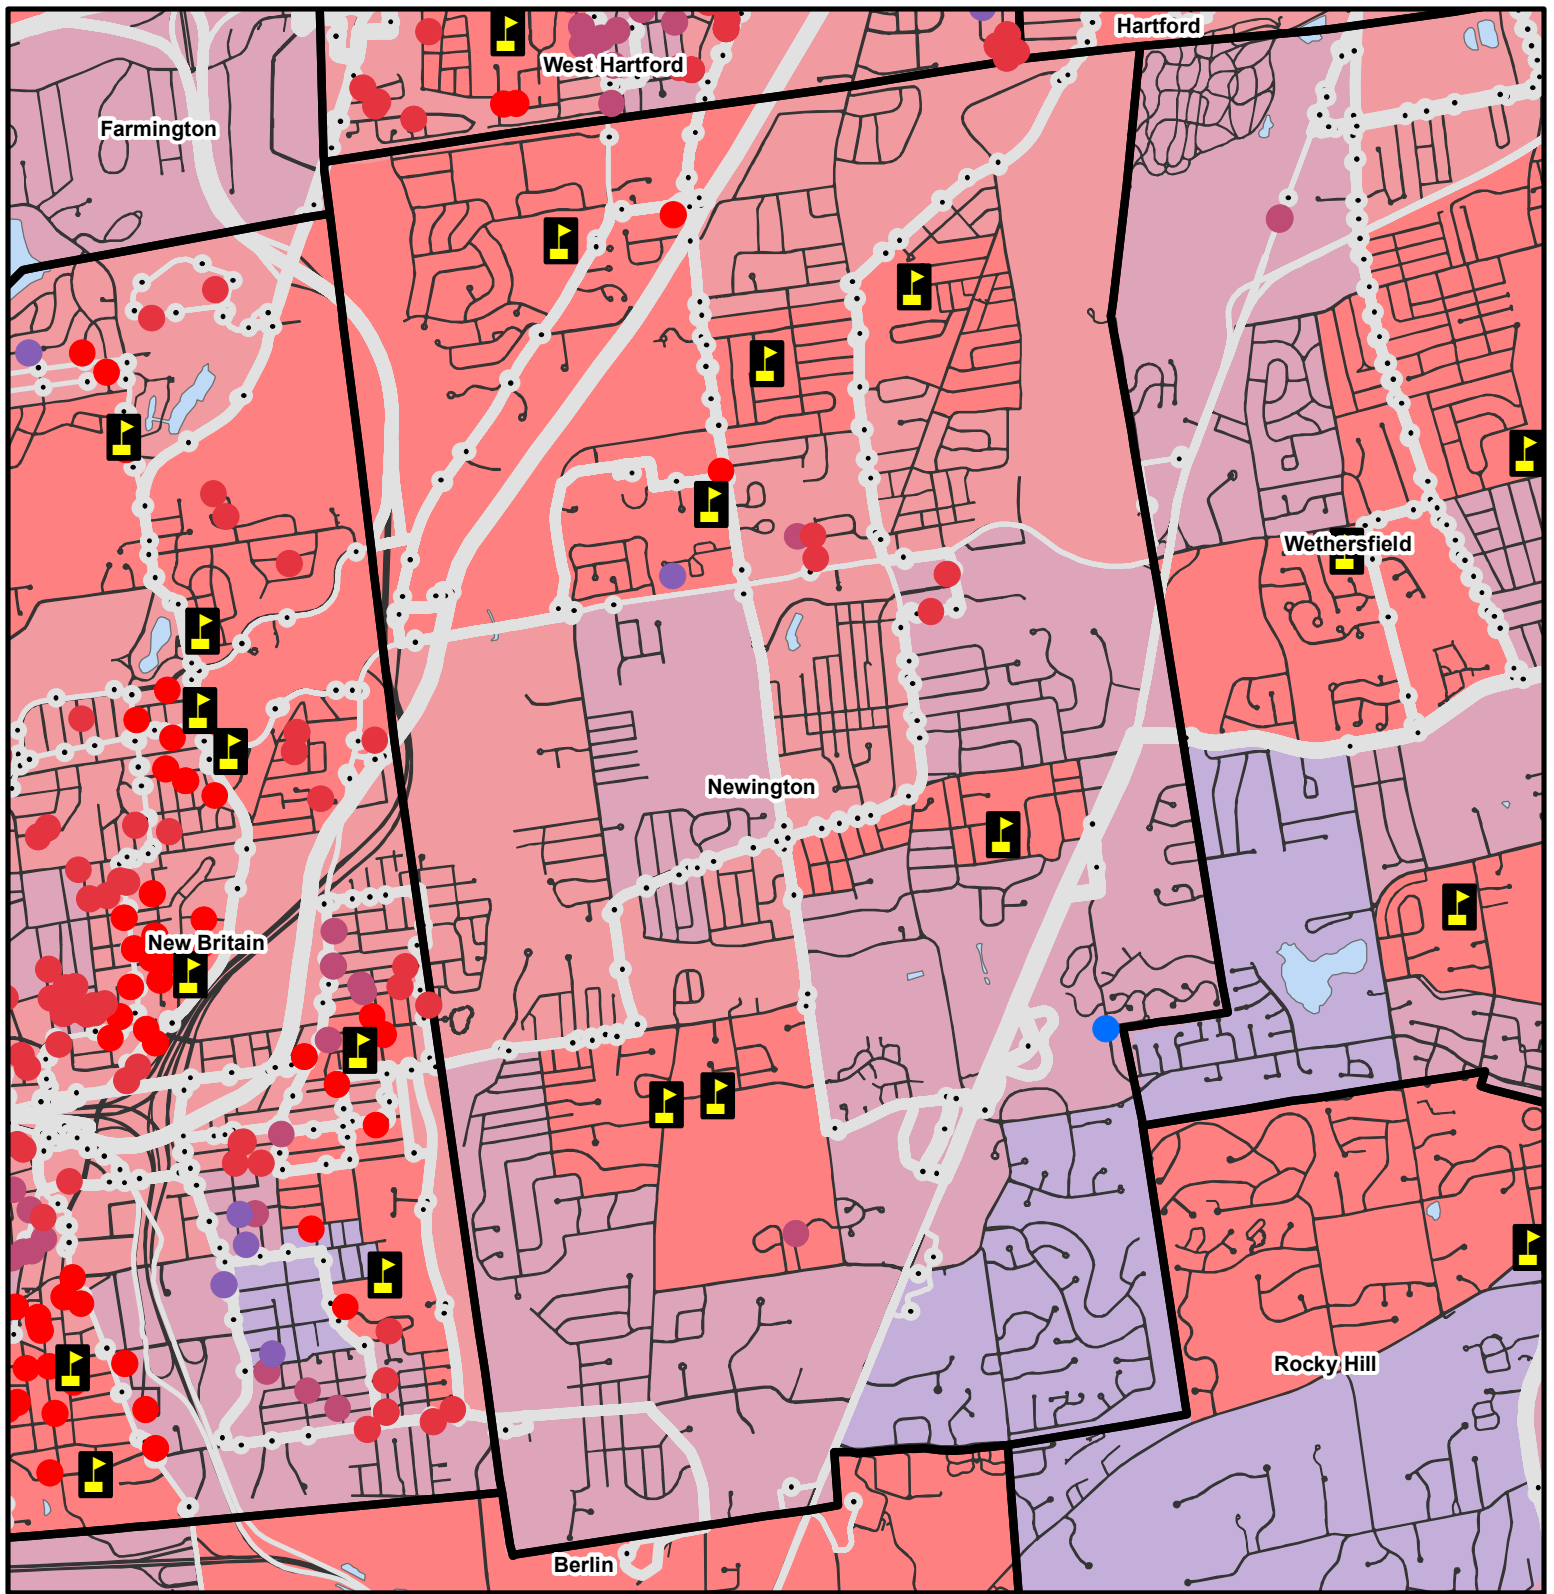 Hartford
West Hartford
Farmington
Wethersfield
Newington
New Britain
Rocky Hill
Berlin